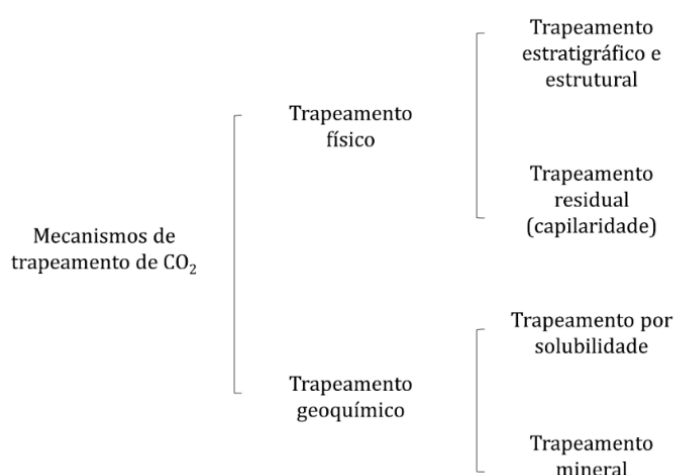 Trapeamento
estratigráfico e
estrutural
Trapeamento
físico
Trapeamento
residual
(capilaridade)
Mecanismos de
trapeamento de CO₂
Trapeamento por
solubilidade
Trapeamento
geoquímico
Trapeamento
mineral